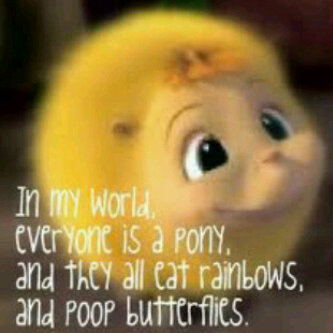 In my world,
everyone is a pony,
and they all eat rainbows,
and poop butterflies.